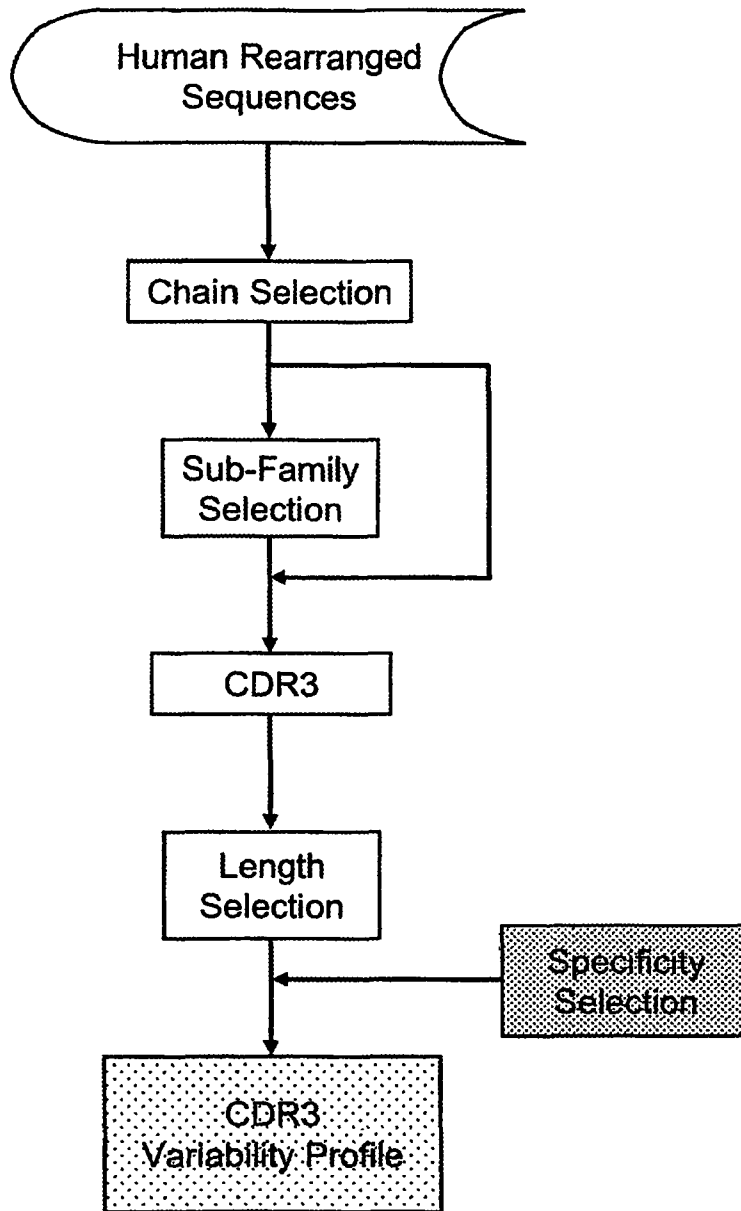 Human Rearranged
Sequences
Chain Selection
Sub-Family
Selection
CDR3
Length
Selection
Specificity
Selection
CDR3
Variability Profile